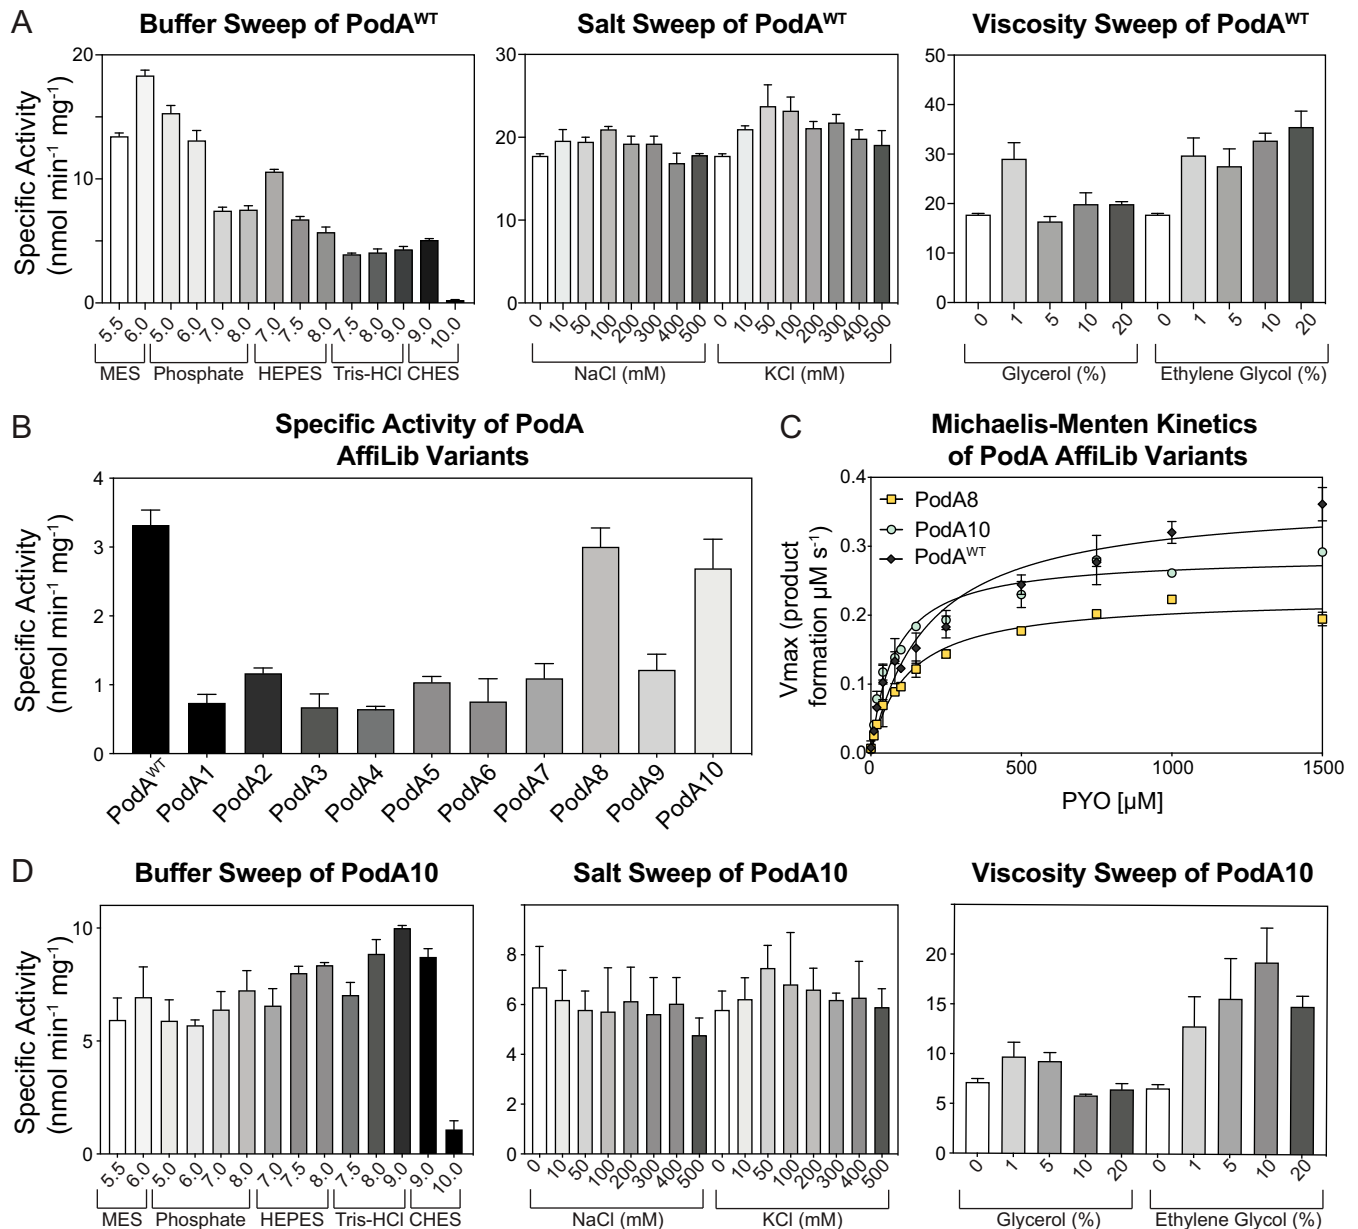 A
Buffer Sweep of PodAWT
Salt Sweep of PodAWT
Viscosity Sweep of PodAWT
Specific Activity
(nmol min-1 mg-1)
20
10
0
5.5 6.0 5.0 6.0 7.0 8.0 7.0 7.5 8.0 7.5 8.0 9.0 9.0 10.0
MES Phosphate HEPES Tris-HCl CHES
30
20
10
0
0 10 50 100 200 300 400 500 0 10 50 100 200 300 400 500
NaCl (mM) KCl (mM)
50
40
30
20
10
0
0 1 5 10 20 0 1 5 10 20
Glycerol (%) Ethylene Glycol (%)
B
Specific Activity of PodA
AffiLib Variants
Specific Activity
(nmol min-1 mg-1)
4
3
2
1
0
PodAWT PodA1 PodA2 PodA3 PodA4 PodA5 PodA6 PodA7 PodA8 PodA9 PodA10
C
Michaelis-Menten Kinetics
of PodA AffiLib Variants
PodA8
PodA10
PodAWT
Vmax (product
formation µM s-1)
0.4
0.3
0.2
0.1
0.0
0 500 1000 1500
PYO [µM]
D
Buffer Sweep of PodA10
Salt Sweep of PodA10
Viscosity Sweep of PodA10
Specific Activity
(nmol min-1 mg-1)
10
5
0
5.5 6.0 5.0 6.0 7.0 8.0 7.0 7.5 8.0 7.5 8.0 9.0 9.0 10.0
MES Phosphate HEPES Tris-HCl CHES
8
6
4
2
0
0 10 50 100 200 300 400 500 0 10 50 100 200 300 400 500
NaCl (mM) KCl (mM)
20
15
10
5
0
0 1 5 10 20 0 1 5 10 20
Glycerol (%) Ethylene Glycol (%)